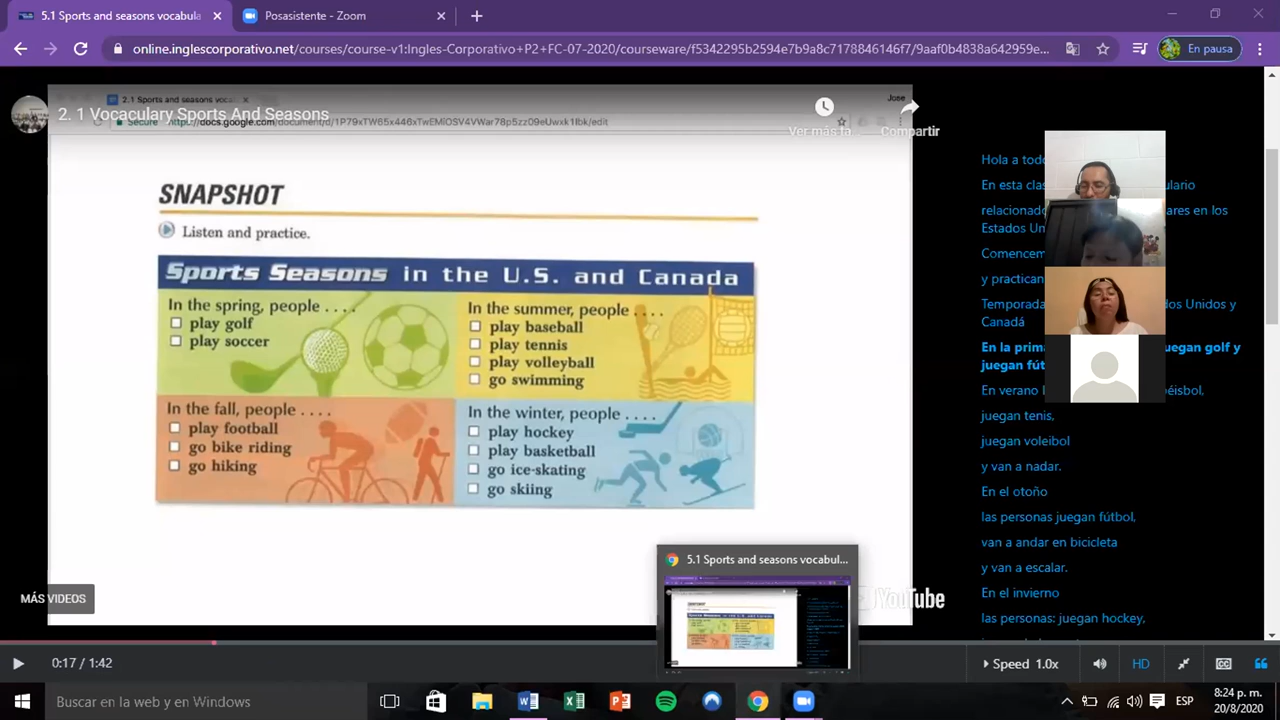 5.1 Sports and seasons vocabula
Posasistente - Zoom
online.inglescorporativo.net/courses/course-v1:Ingles-Corporativo+P2+FC-07-2020/courseware/f5342295b2594e7b9a8c7178846146f7/9aaf0b4838a642959e...
En pausa
2.1 Sports and seasons vocal
Jose
2. 1 Vocaculary Sports And Seasons
Secure
Ver más ta...
Compartir
SNAPSHOT
Listen and practice.
Sports Seasons in the U.S. and Canada
In the spring, people . . . .
play golf
play soccer
In the summer, people . . . .
play baseball
play tennis
play volleyball
go swimming
In the fall, people . . . .
play football
go bike riding
go hiking
In the winter, people . . . .
play hockey
play basketball
go ice-skating
go skiing
Hola a
En esta
relacionado ares en los
Estados
Comencem
y practican
Temporada dos Unidos y
Canadá
En la prim uegan golf y
juegan
En verano
juegan tenis,
juegan voleibol
y van a nadar.
En el otoño
las personas juegan fútbol,
van a andar en bicicleta
y van a escalar.
En el invierno
las personas: juegan hockey,
5.1 Sports and seasons vocabul...
MÁS VIDEOS
YouTube
0:17 /
Speed 1.0x
HD
Buscar en la web y en Windows
ESP
8:24 p. m.
20/8/2020